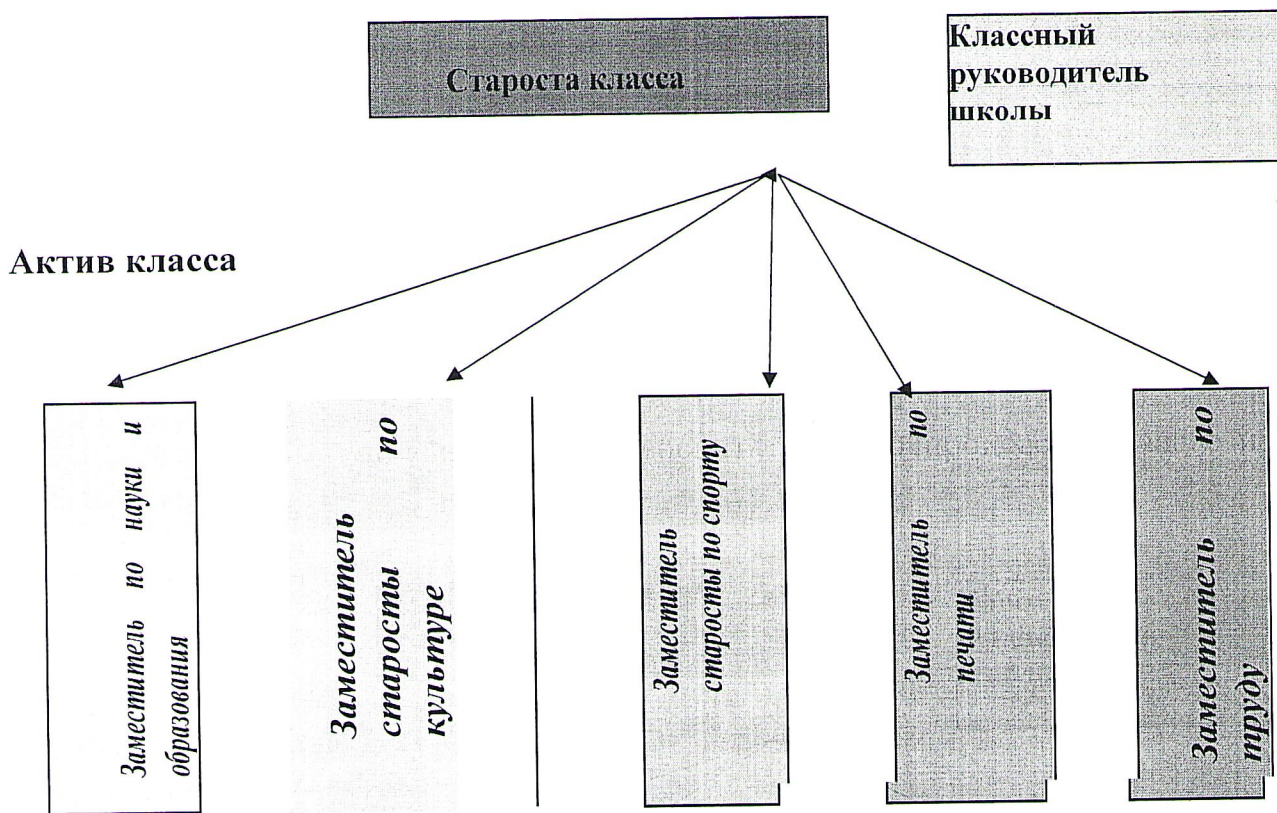 Староста класса
Классный
руководитель
школы
Актив класса
Заместитель по науки и
образования
Заместитель
старосты по
культуре
Заместитель
старосты по спорту
Заместитель по
печати
Заместитель по
труду